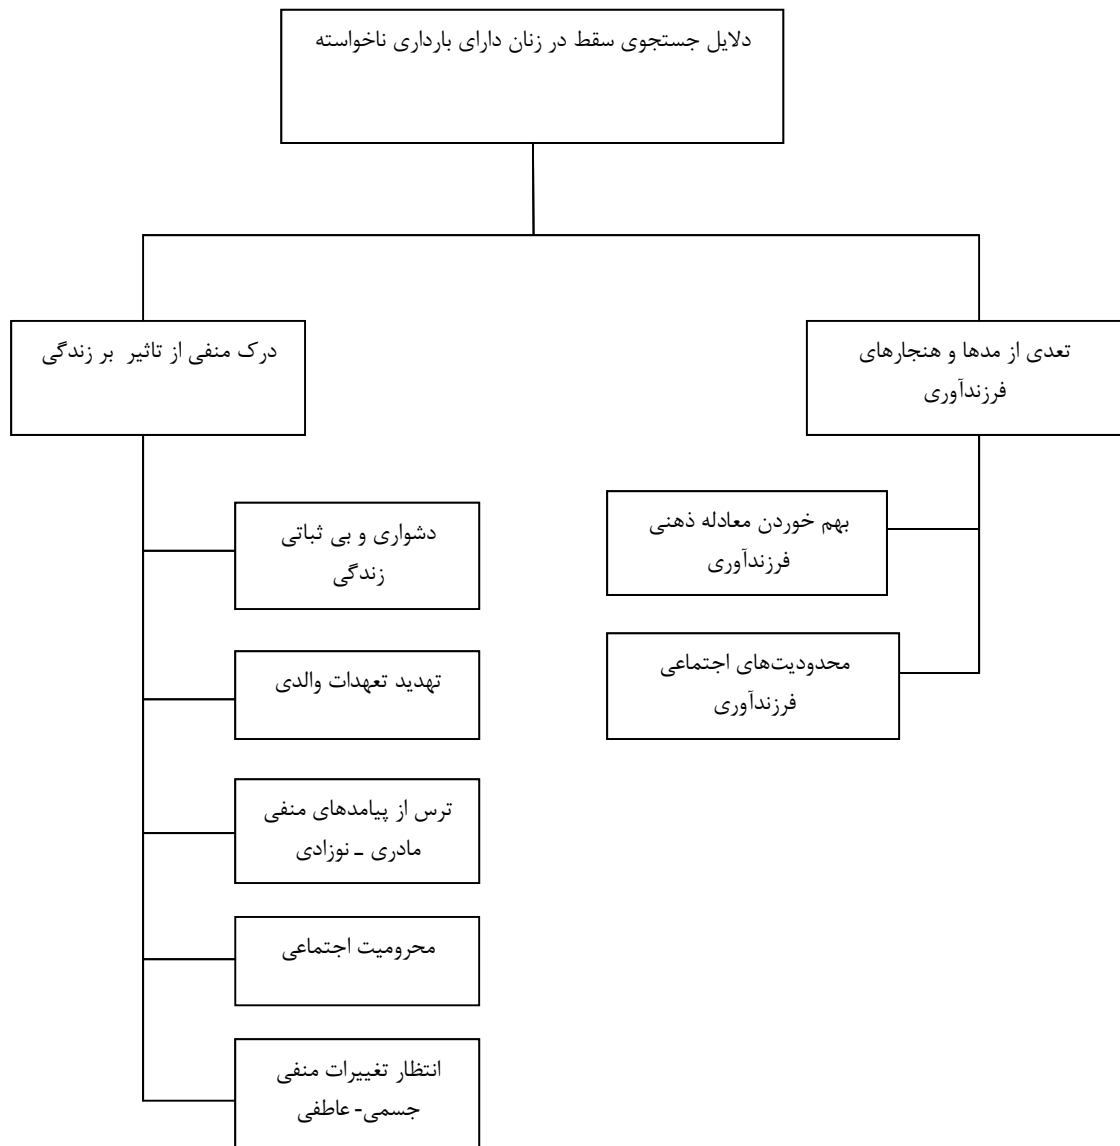 دلایل جستجوی سقط در زنان دارای بارداری ناخواسته
تعدی از مدها و هنجارهای
فرزندآوری
بهم خوردن معادله ذهنی
فرزندآوری
محدودیت‌های اجتماعی
فرزندآوری
درک منفی از تاثیر  بر زندگی
دشواری و بی ثباتی
زندگی
تهدید تعهدات والدی
ترس از پیامدهای منفی
مادری ـ نوزادی
محرومیت اجتماعی
انتظار تغییرات منفی
جسمی- عاطفی